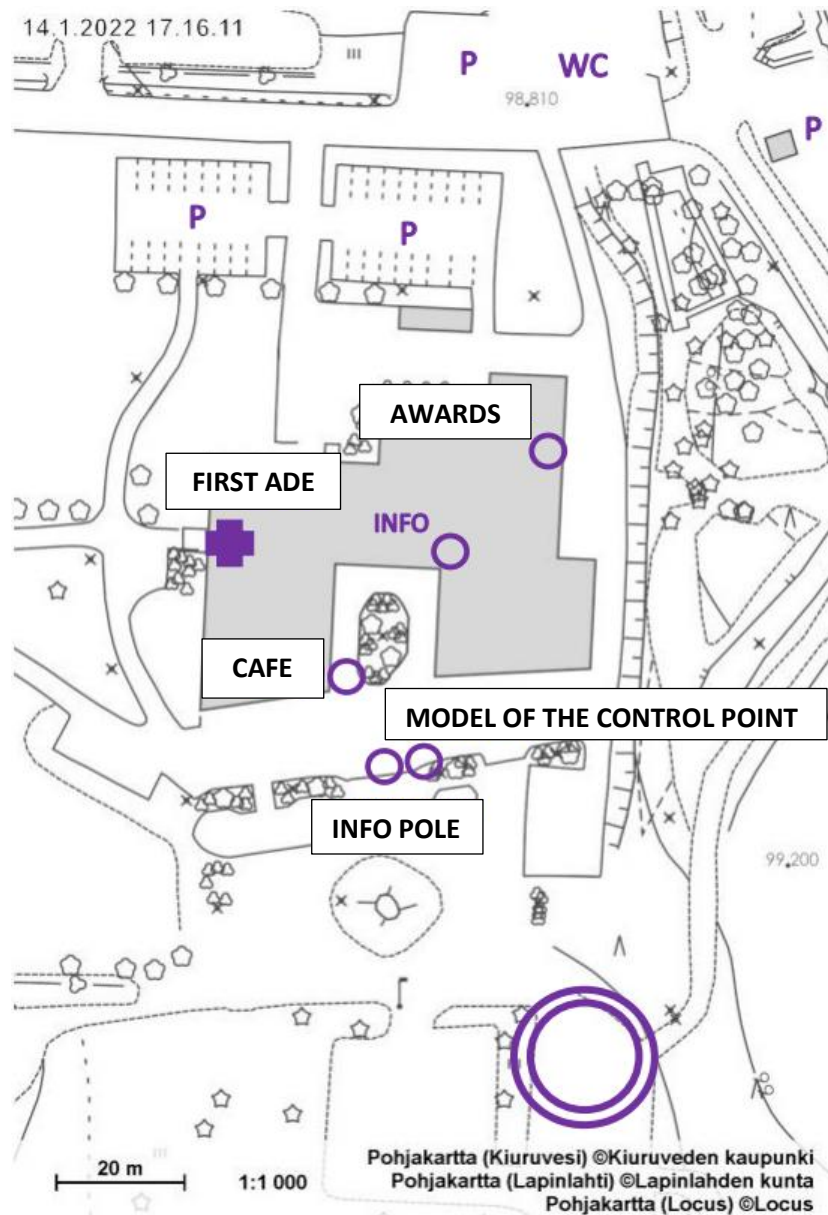 14.1.2022 17.16.11
P
WC
98.810
P
P
P
AWARDS
FIRST ADE
INFO
CAFE
MODEL OF THE CONTROL POINT
INFO POLE
99.200
20 m
1:1 000
Pohjakartta (Kiuruvesi) ©Kiuruveden kaupunki
Pohjakartta (Lapinlahti) ©Lapinlahden kunta
Pohjakartta (Locus) ©Locus